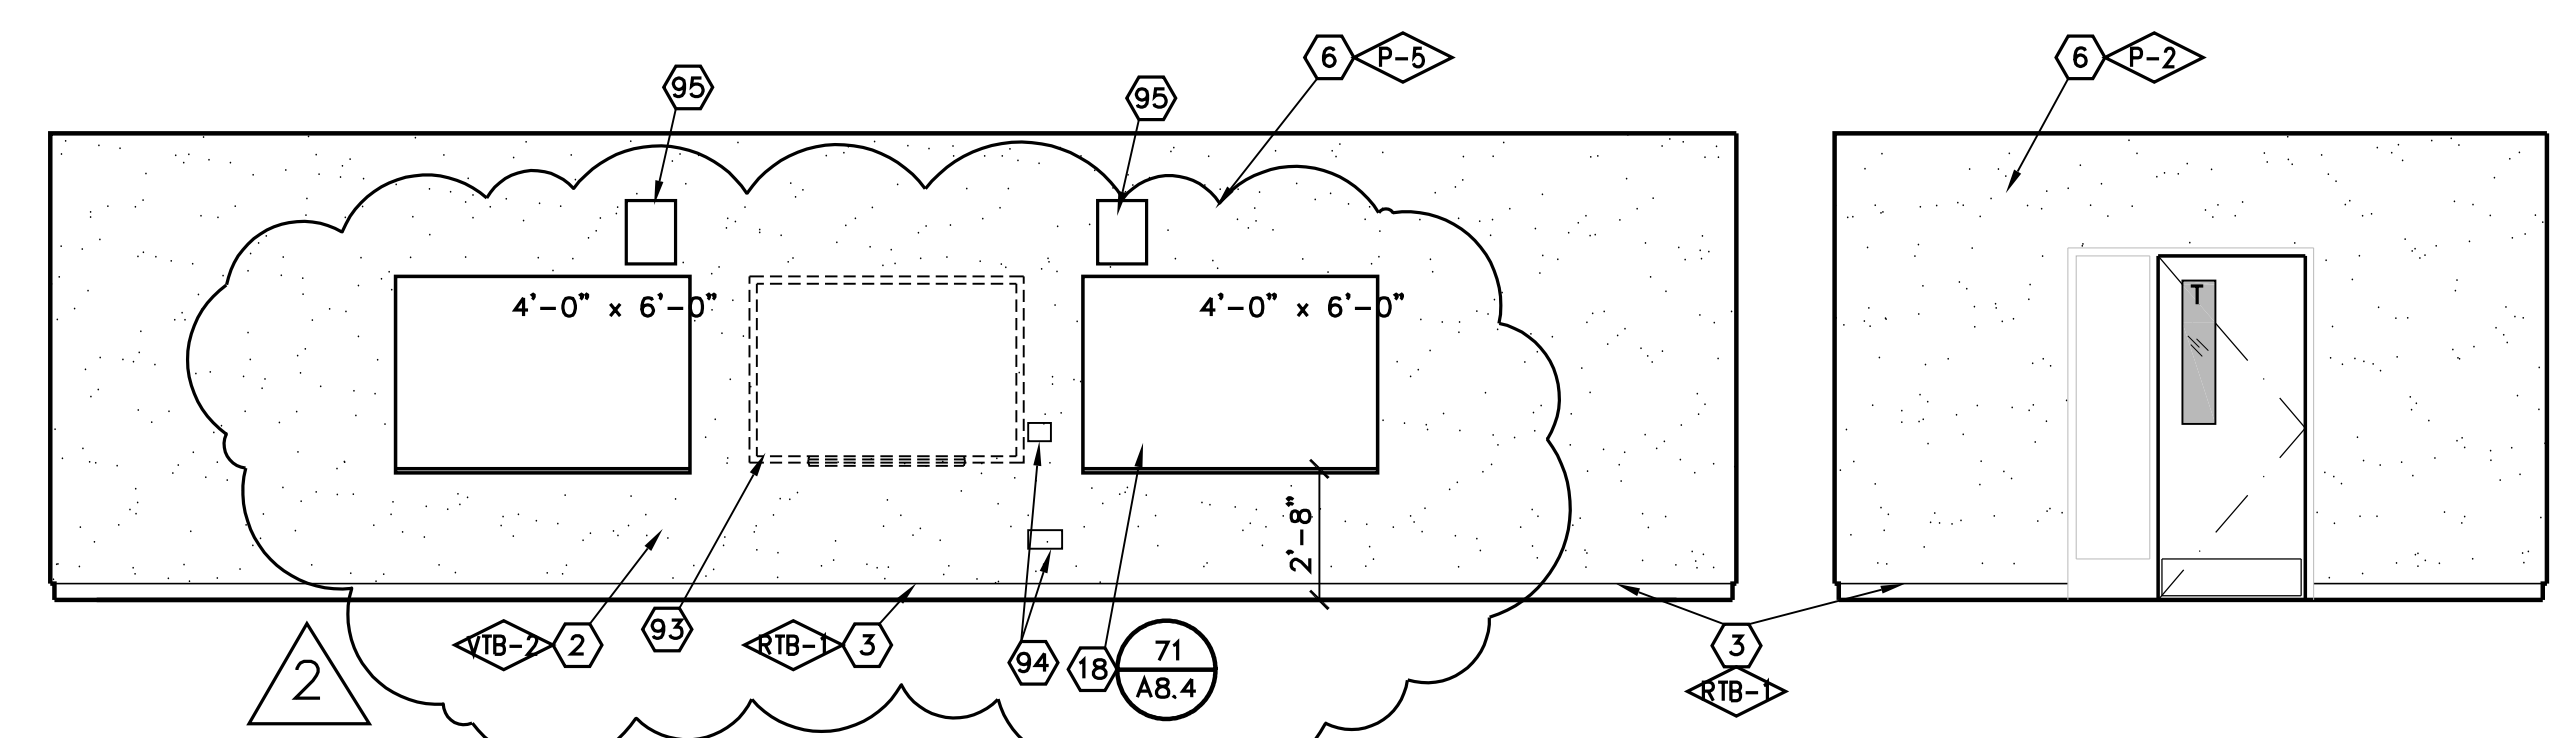 6 P-5
6 P-2
95
95
4'-0" x 6'-0"
4'-0" x 6'-0"
T
2'-8"
VTB-2 2
93
RTB-1 3
94
18
71
A8.4
3
RTB-1
2